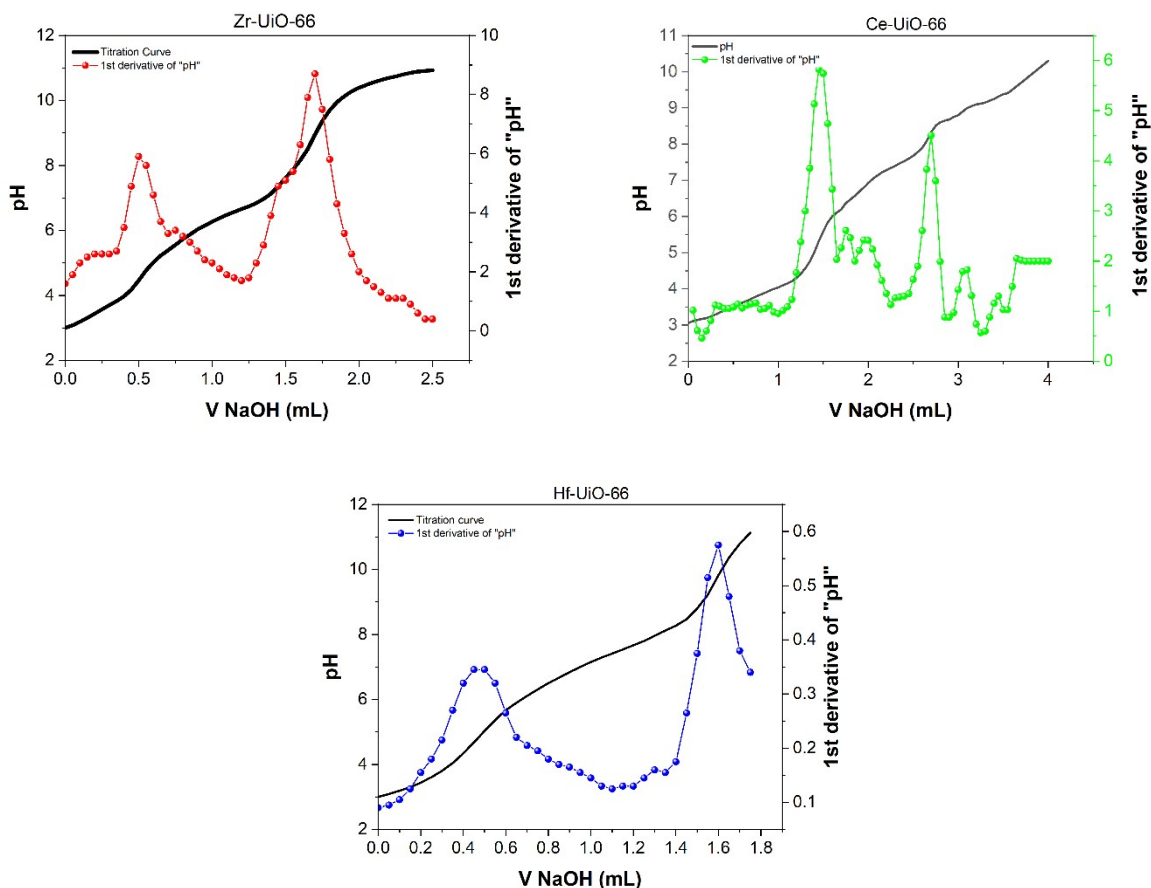 Zr-UiO-66
Titration Curve
1st derivative of "pH"
12
10
8
6
4
2
pH
0.0 0.5 1.0 1.5 2.0 2.5
V NaOH (mL)
10
8
6
4
2
0
1st derivative of "pH"
Ce-UiO-66
pH
1st derivative of "pH"
11
10
9
8
7
6
5
4
3
2
pH
0 1 2 3 4
V NaOH (mL)
6
5
4
3
2
1
0
1st derivative of "pH"
Hf-UiO-66
Titration curve
1st derivative of "pH"
12
10
8
6
4
2
pH
0.0 0.2 0.4 0.6 0.8 1.0 1.2 1.4 1.6 1.8
V NaOH (mL)
0.6
0.5
0.4
0.3
0.2
0.1
1st derivative of "pH"